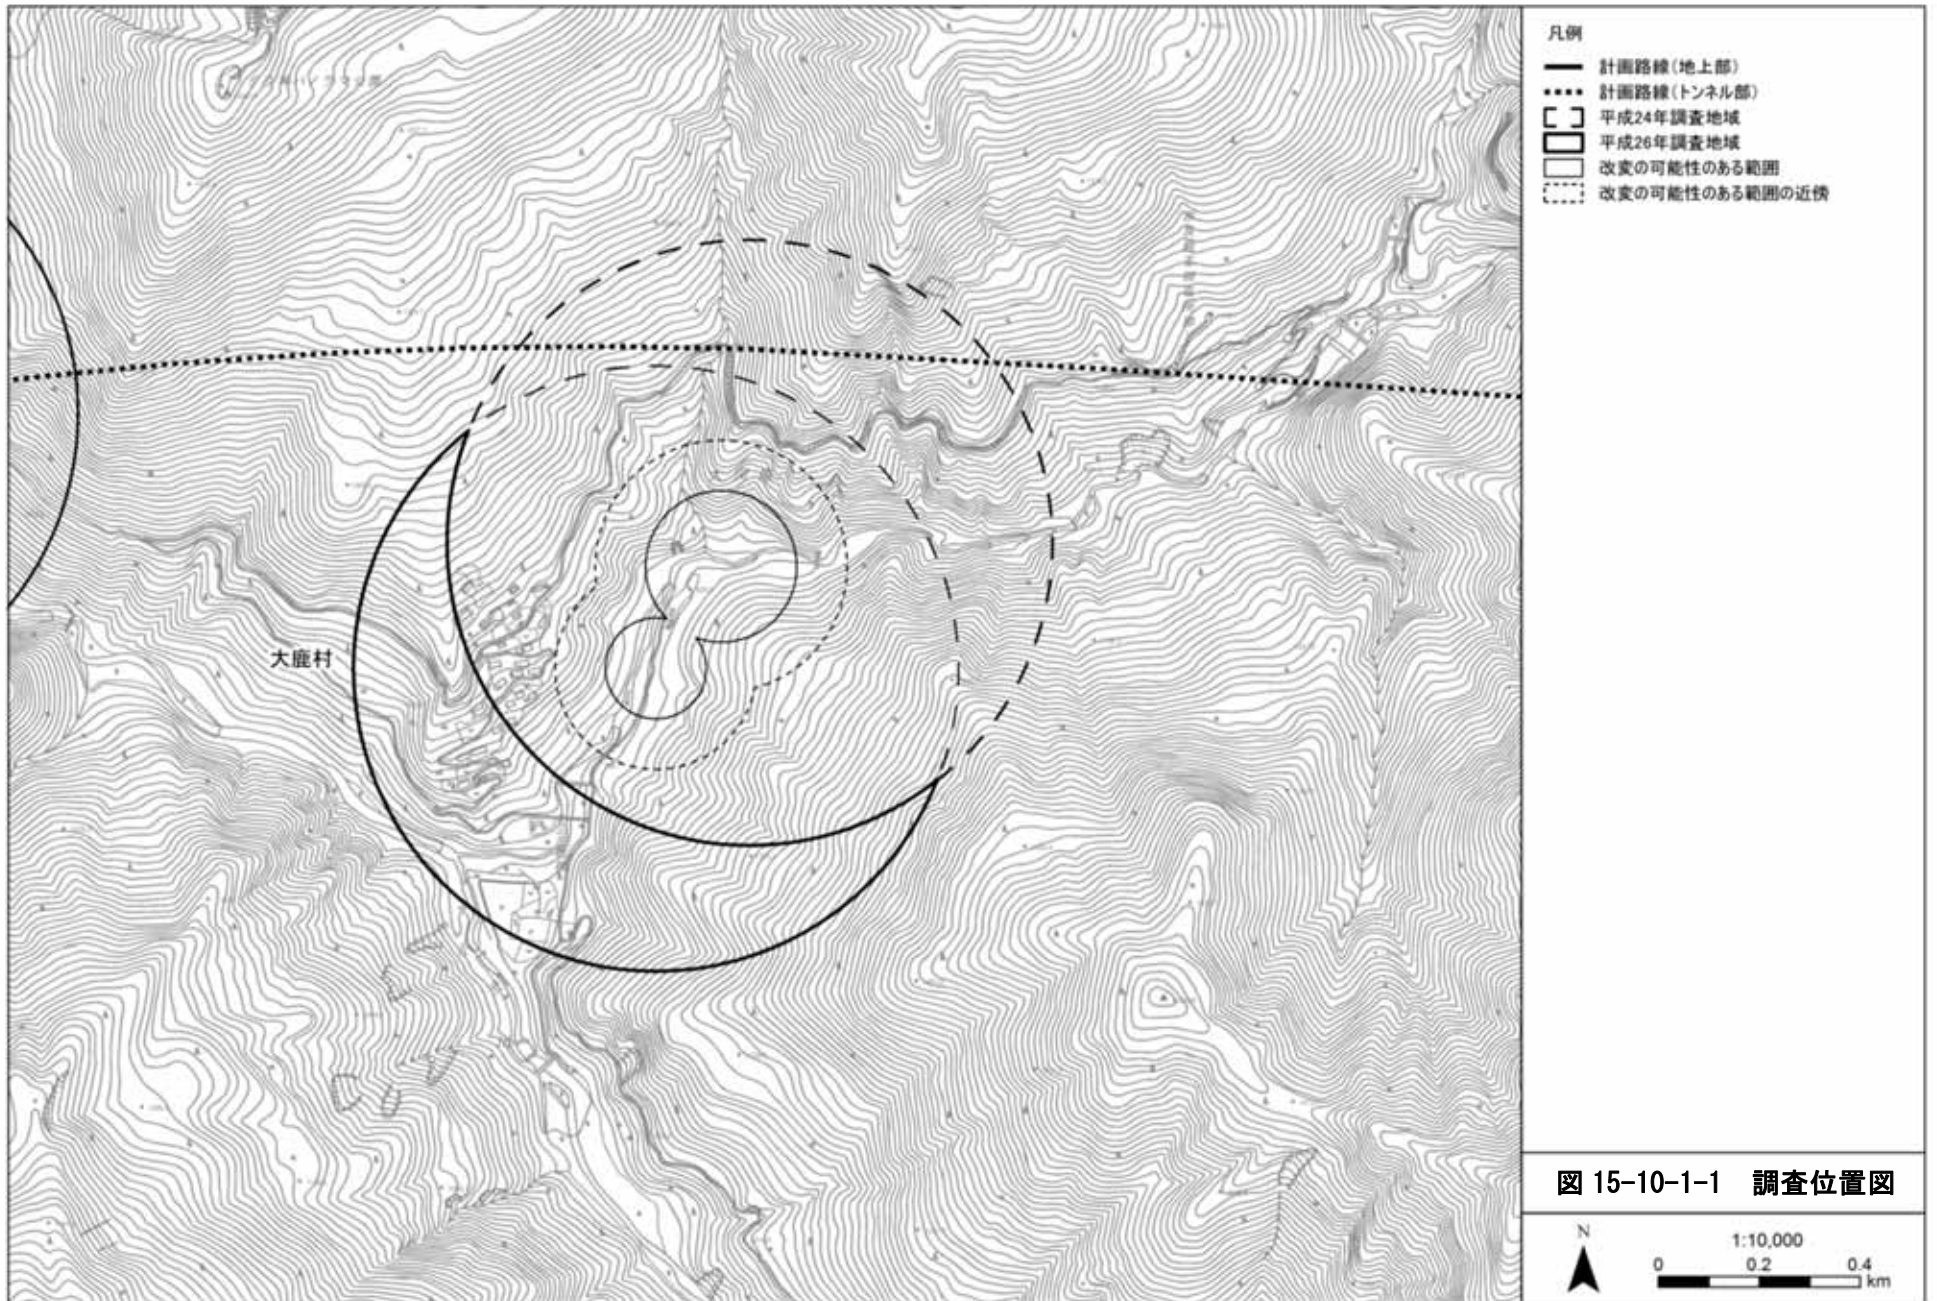 凡例
計画路線(地上部)
計画路線(トンネル部)
平成24年調査地域
平成26年調査地域
改変の可能性のある範囲
改変の可能性のある範囲の近傍
大鹿村
図 15-10-1-1 調査位置図
N
1:10,000
0 0.2 0.4
km